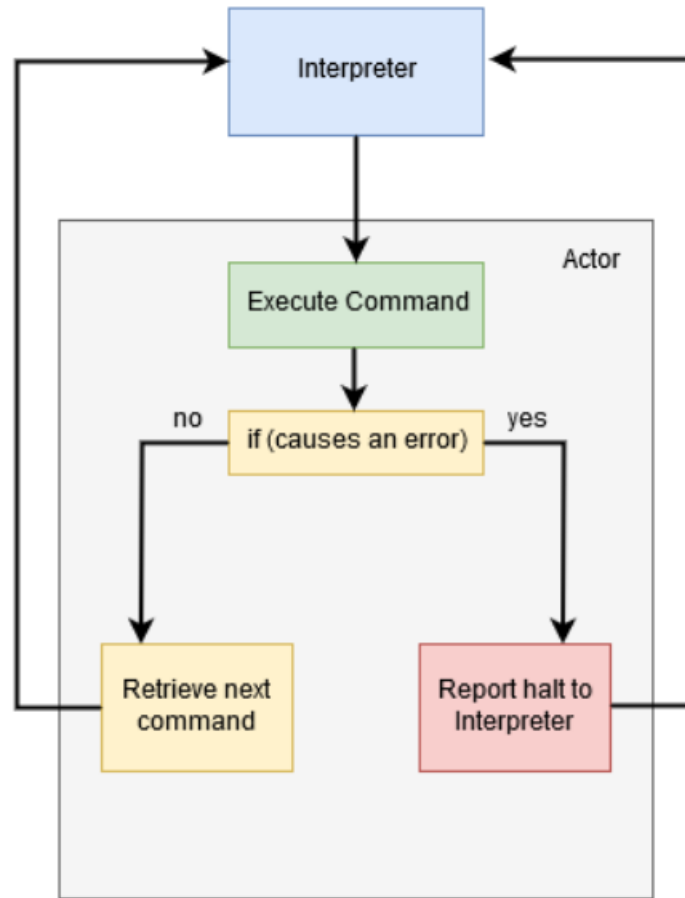 Interpreter
Actor
Execute Command
no
if (causes an error)
yes
Retrieve next
command
Report halt to
Interpreter